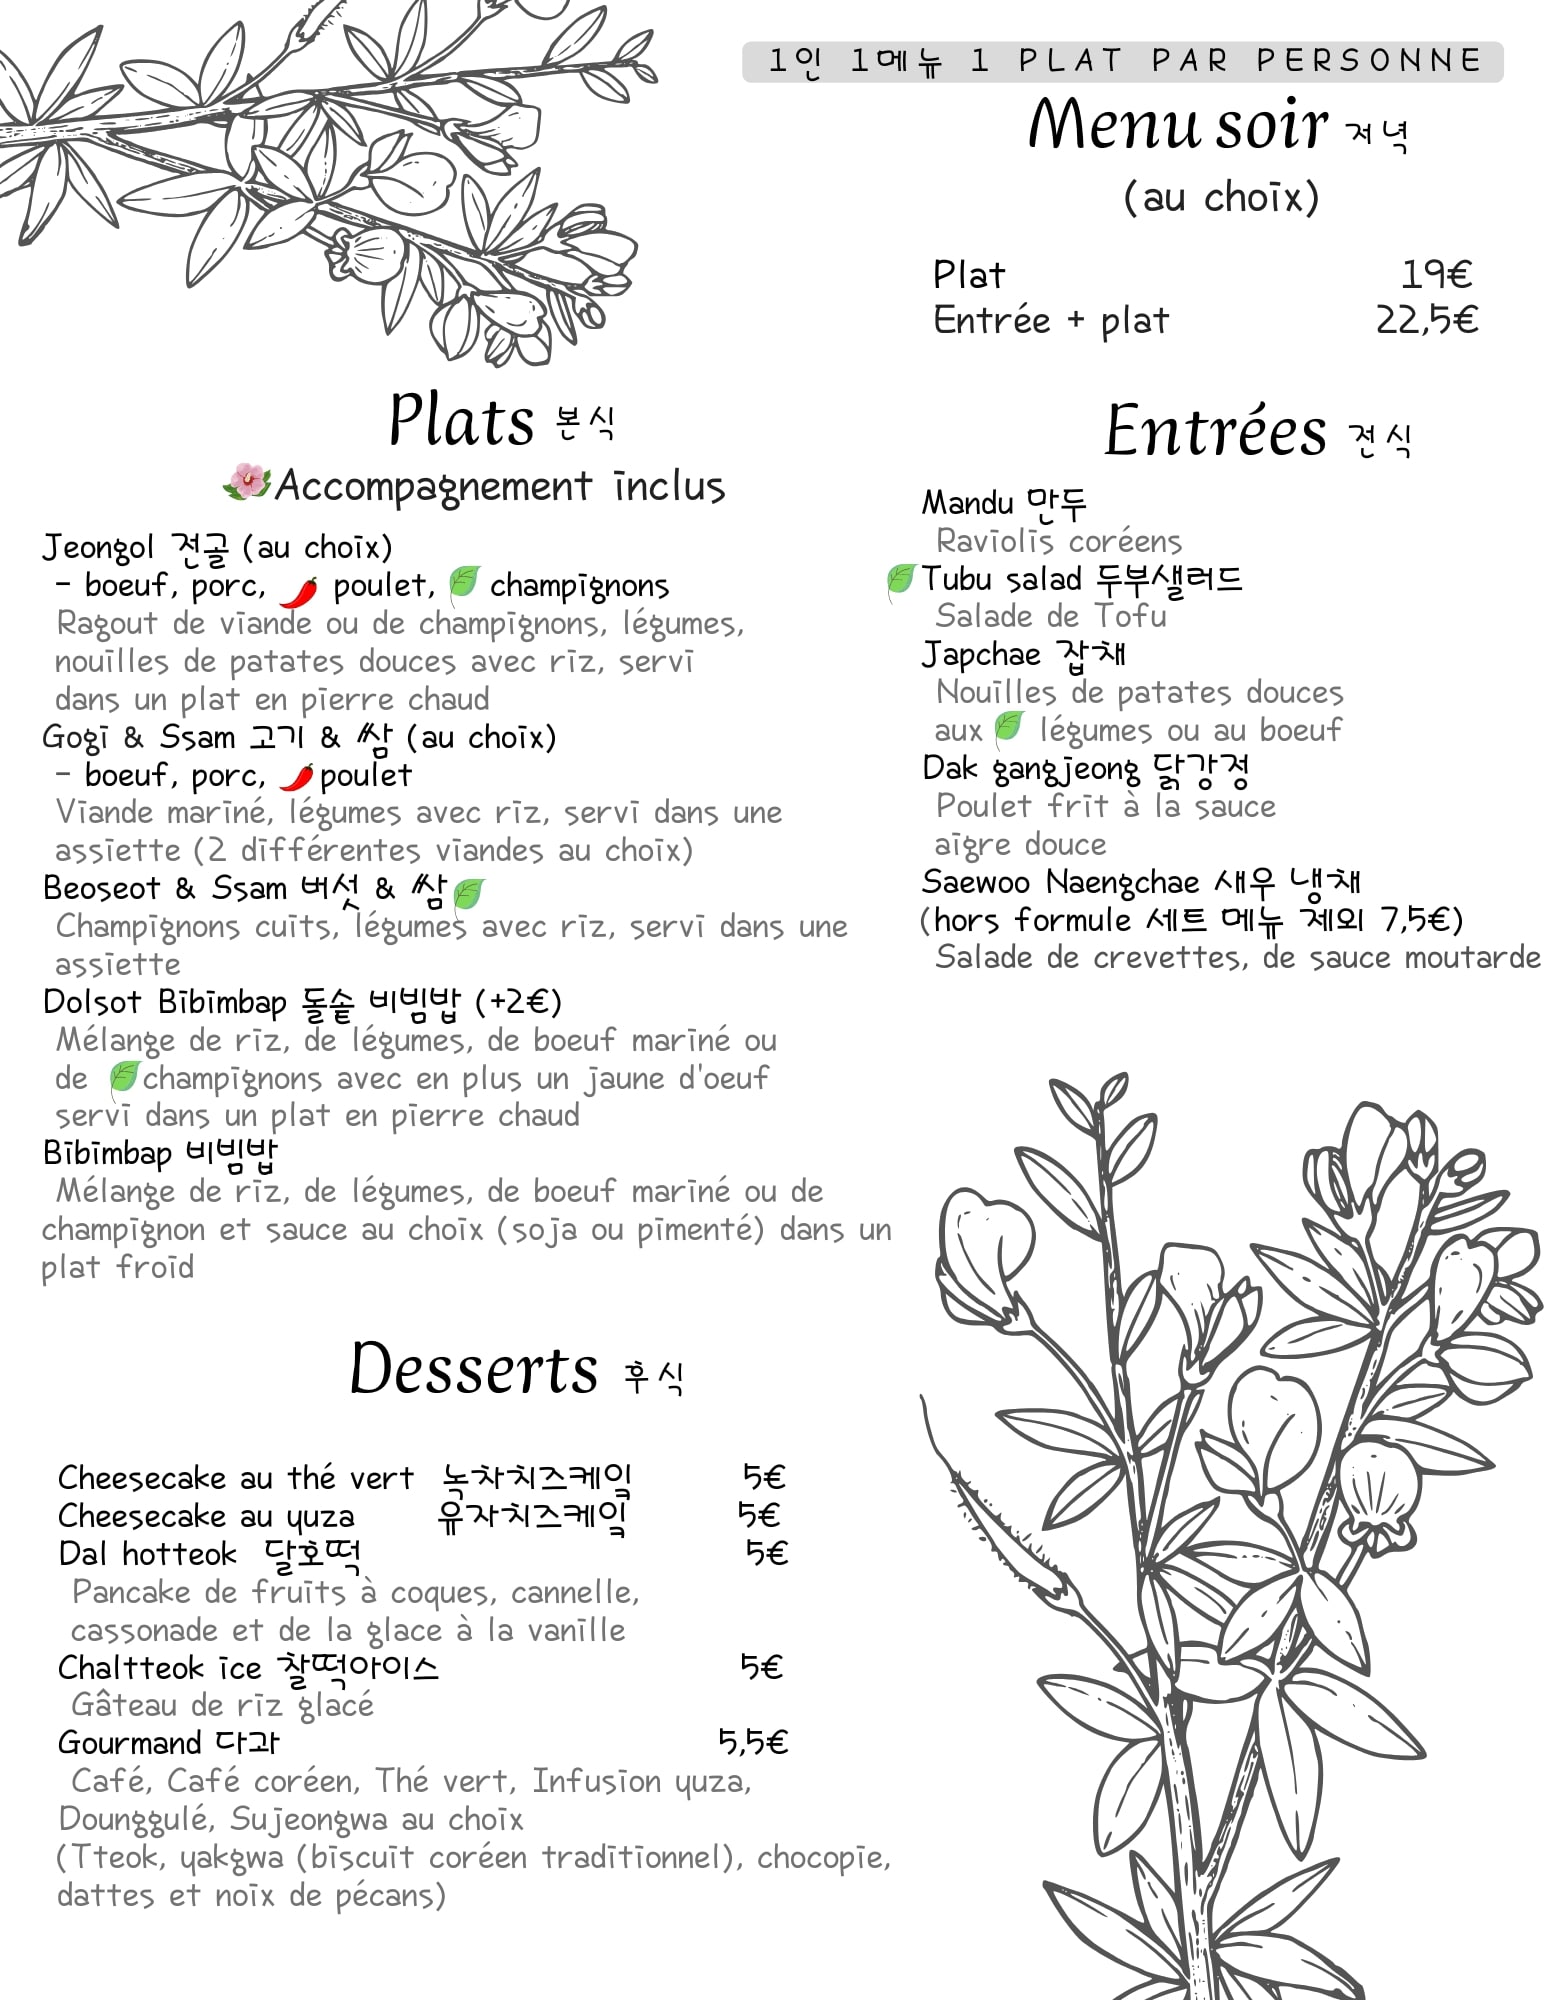 1인 1메뉴 1 PLAT PAR PERSONNE
Menu soir 저녁
(au choix)
Plat 19€
Entrée + plat 22,5€
Plats 본식
Accompagnement inclus
Jeongol 전골 (au choix)
- boeuf, porc, poulet, champignons
Ragout de viande ou de champignons, légumes,
nouilles de patates douces avec riz, servi
dans un plat en pierre chaud
Gogi & Ssam 고기 & 쌈 (au choix)
- boeuf, porc, poulet
Viande mariné, légumes avec riz, servi dans une
assiette (2 différentes viandes au choix)
Beoseot & Ssam 버섯 & 쌈
Champignons cuits, légumes avec riz, servi dans une
assiette
Dolsot Bibimbap 돌솥 비빔밥 (+2€)
Mélange de riz, de légumes, de boeuf mariné ou
de champignons avec en plus un jaune d'oeuf
servi dans un plat en pierre chaud
Bibimbap 비빔밥
Mélange de riz, de légumes, de boeuf mariné ou de
champignon et sauce au choix (soja ou pimenté) dans un
plat froid
Entrées 전식
Mandu 만두
Raviolis coréens
Tubu salad 두부샐러드
Salade de Tofu
Japchae 잡채
Nouilles de patates douces
aux légumes ou au boeuf
Dak gangjeong 닭강정
Poulet frit à la sauce
aigre douce
Saewoo Naengchae 새우 냉채
(hors formule 세트 메뉴 제외 7,5€)
Salade de crevettes, de sauce moutarde
Desserts 후식
Cheesecake au thé vert 녹차치즈케잌 5€
Cheesecake au yuza 유자치즈케잌 5€
Dal hotteok 달호떡 5€
Pancake de fruits à coques, cannelle,
cassonade et de la glace à la vanille
Chaltteok ice 찰떡아이스 5€
Gâteau de riz glacé
Gourmand 다과 5,5€
Café, Café coréen, Thé vert, Infusion yuza,
Dounggulé, Sujeongwa au choix
(Tteok, yakgwa (biscuit coréen traditionnel), chocopie,
dattes et noix de pécans)